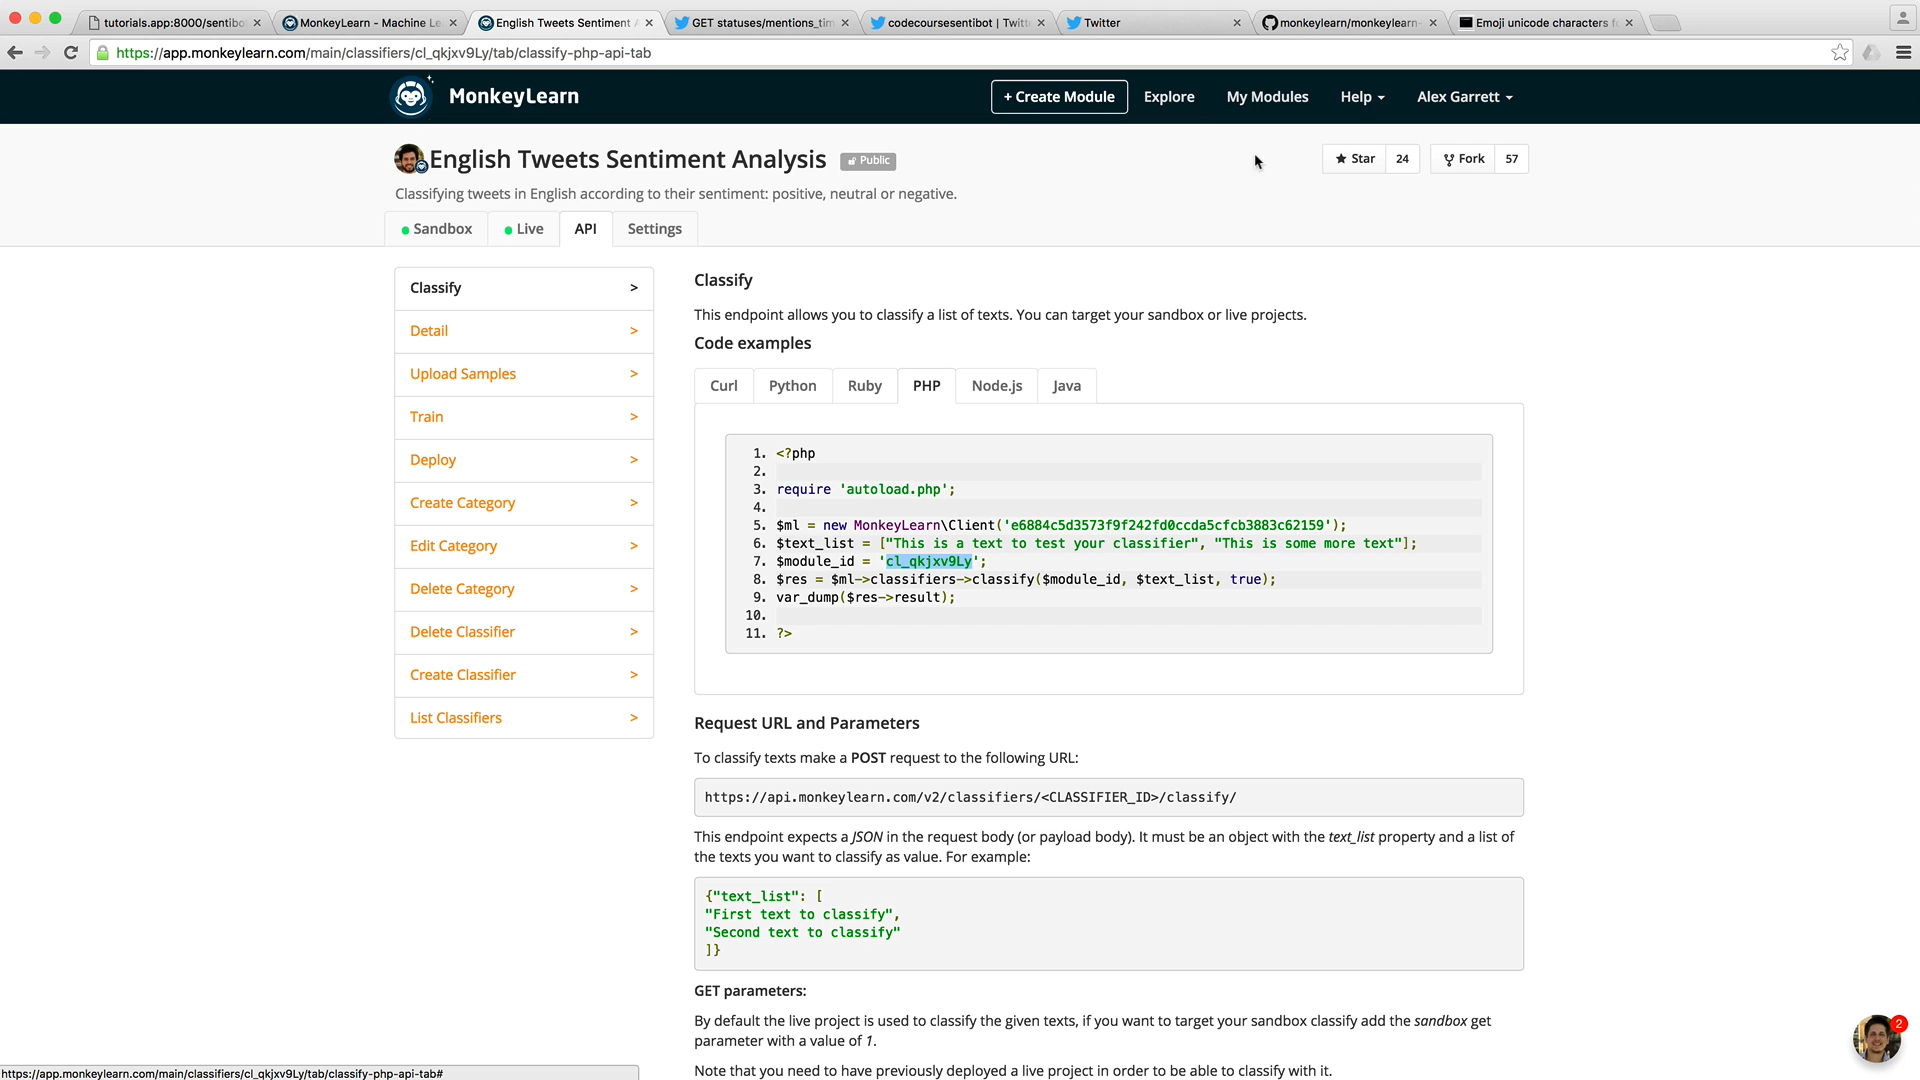 tutorials.app:8000/sentibo
MonkeyLearn - Machine Le
English Tweets Sentiment A
GET statuses/mentions_tim
codecoursesentibot | Twitt
Twitter
monkeylearn/monkeylearn-
Emoji unicode characters fo
https://app.monkeylearn.com/main/classifiers/cl_qkjxv9Ly/tab/classify-php-api-tab
MonkeyLearn
+ Create Module
Explore
My Modules
Help
Alex Garrett
English Tweets Sentiment Analysis
Public
Star 24
Fork 57
Classifying tweets in English according to their sentiment: positive, neutral or negative.
Sandbox
Live
API
Settings
Classify >
Detail >
Upload Samples >
Train >
Deploy >
Create Category >
Edit Category >
Delete Category >
Delete Classifier >
Create Classifier >
List Classifiers >
Classify
This endpoint allows you to classify a list of texts. You can target your sandbox or live projects.
Code examples
Curl
Python
Ruby
PHP
Node.js
Java
1. <?php
2.
3. require 'autoload.php';
4.
5. $ml = new MonkeyLearn\Client('e6884c5d3573f9f242fd0ccda5cfcb3883c62159');
6. $text_list = ["This is a text to test your classifier", "This is some more text"];
7. $module_id = 'cl_qkjxv9Ly';
8. $res = $ml->classifiers->classify($module_id, $text_list, true);
9. var_dump($res->result);
10.
11. ?>
Request URL and Parameters
To classify texts make a POST request to the following URL:
https://api.monkeylearn.com/v2/classifiers/<CLASSIFIER_ID>/classify/
This endpoint expects a JSON in the request body (or payload body). It must be an object with the text_list property and a list of
the texts you want to classify as value. For example:
{"text_list": [
"First text to classify",
"Second text to classify"
]}
GET parameters:
By default the live project is used to classify the given texts, if you want to target your sandbox classify add the sandbox get
parameter with a value of 1.
Note that you need to have previously deployed a live project in order to be able to classify with it.
2
https://app.monkeylearn.com/main/classifiers/cl_qkjxv9Ly/tab/classify-php-api-tab#